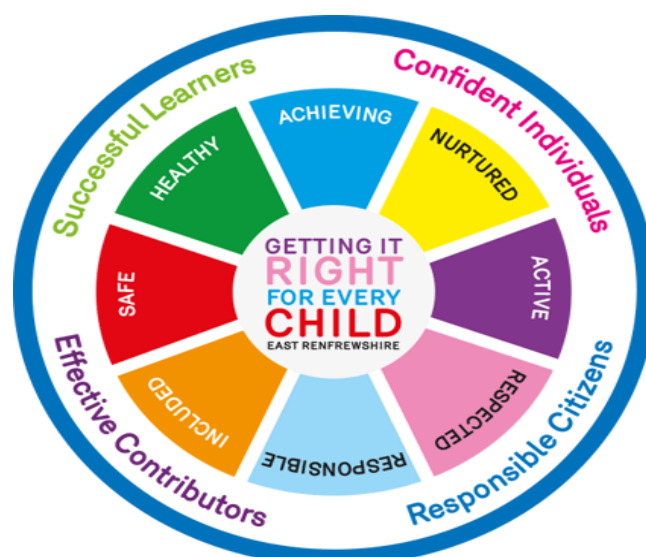 Successful Learners
Confident Individuals
ACHIEVING
NURTURED
ACTIVE
RESPECTED
RESPONSIBLE
INCLUDED
SAFE
HEALTHY
GETTING IT
RIGHT
FOR EVERY
CHILD
EAST RENFREWSHIRE
Effective Contributors
Responsible Citizens